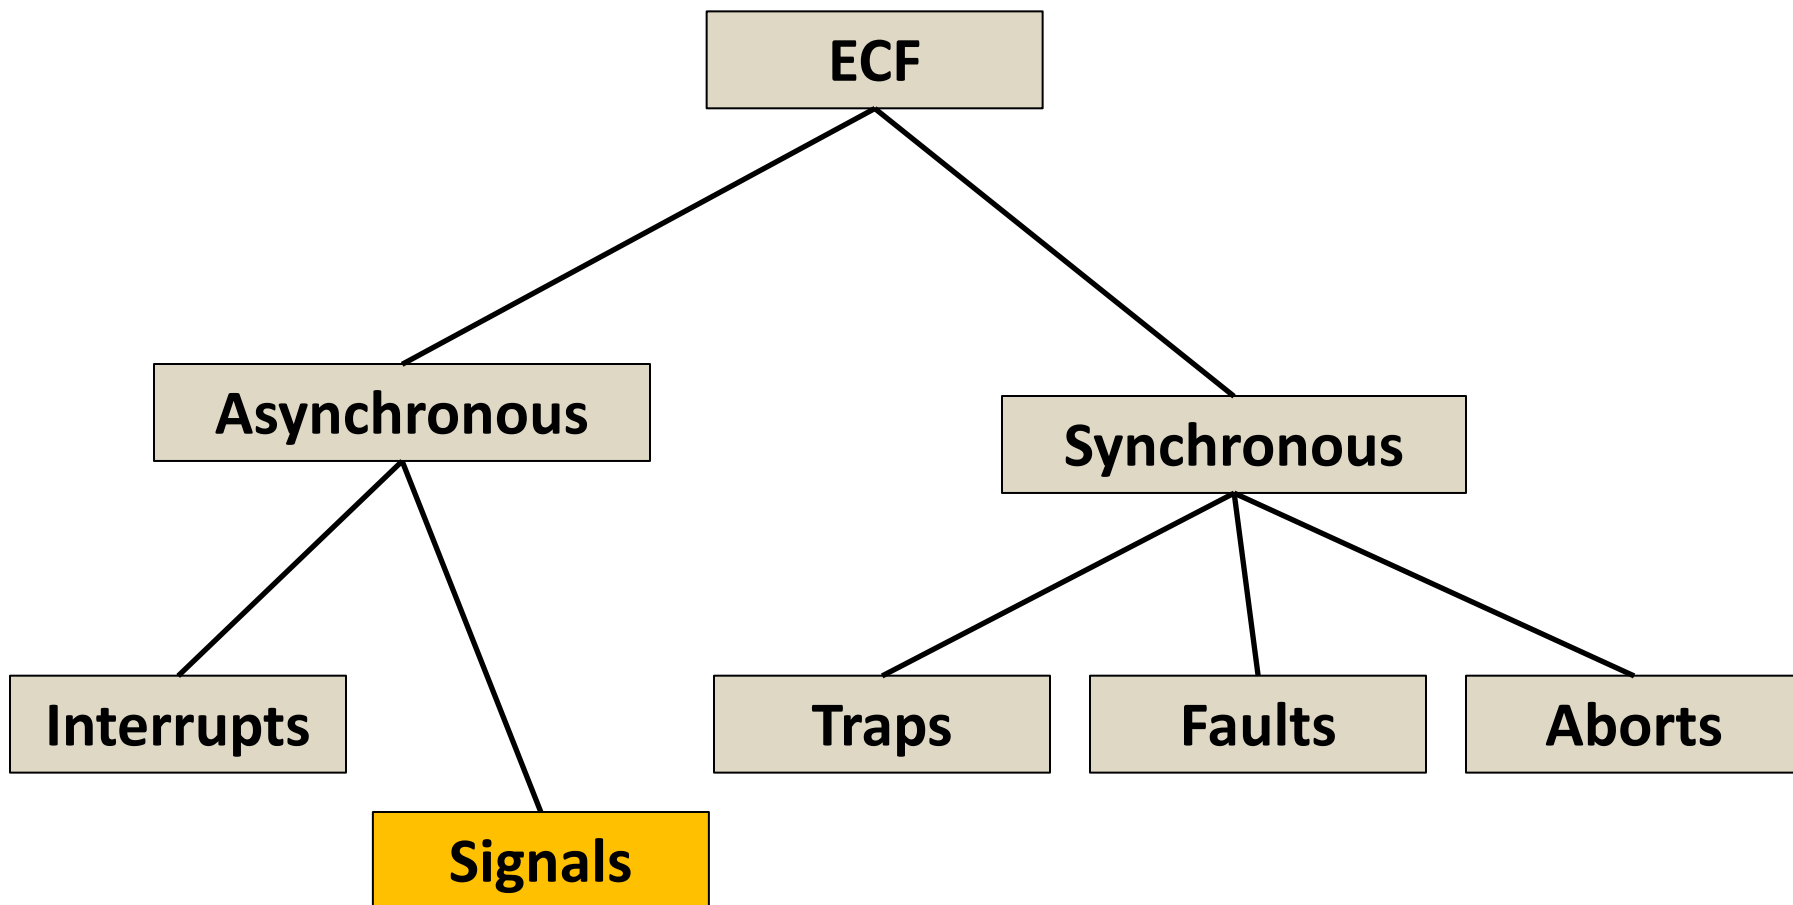 ECF
Asynchronous
Synchronous
Interrupts
Traps
Faults
Aborts
Signals